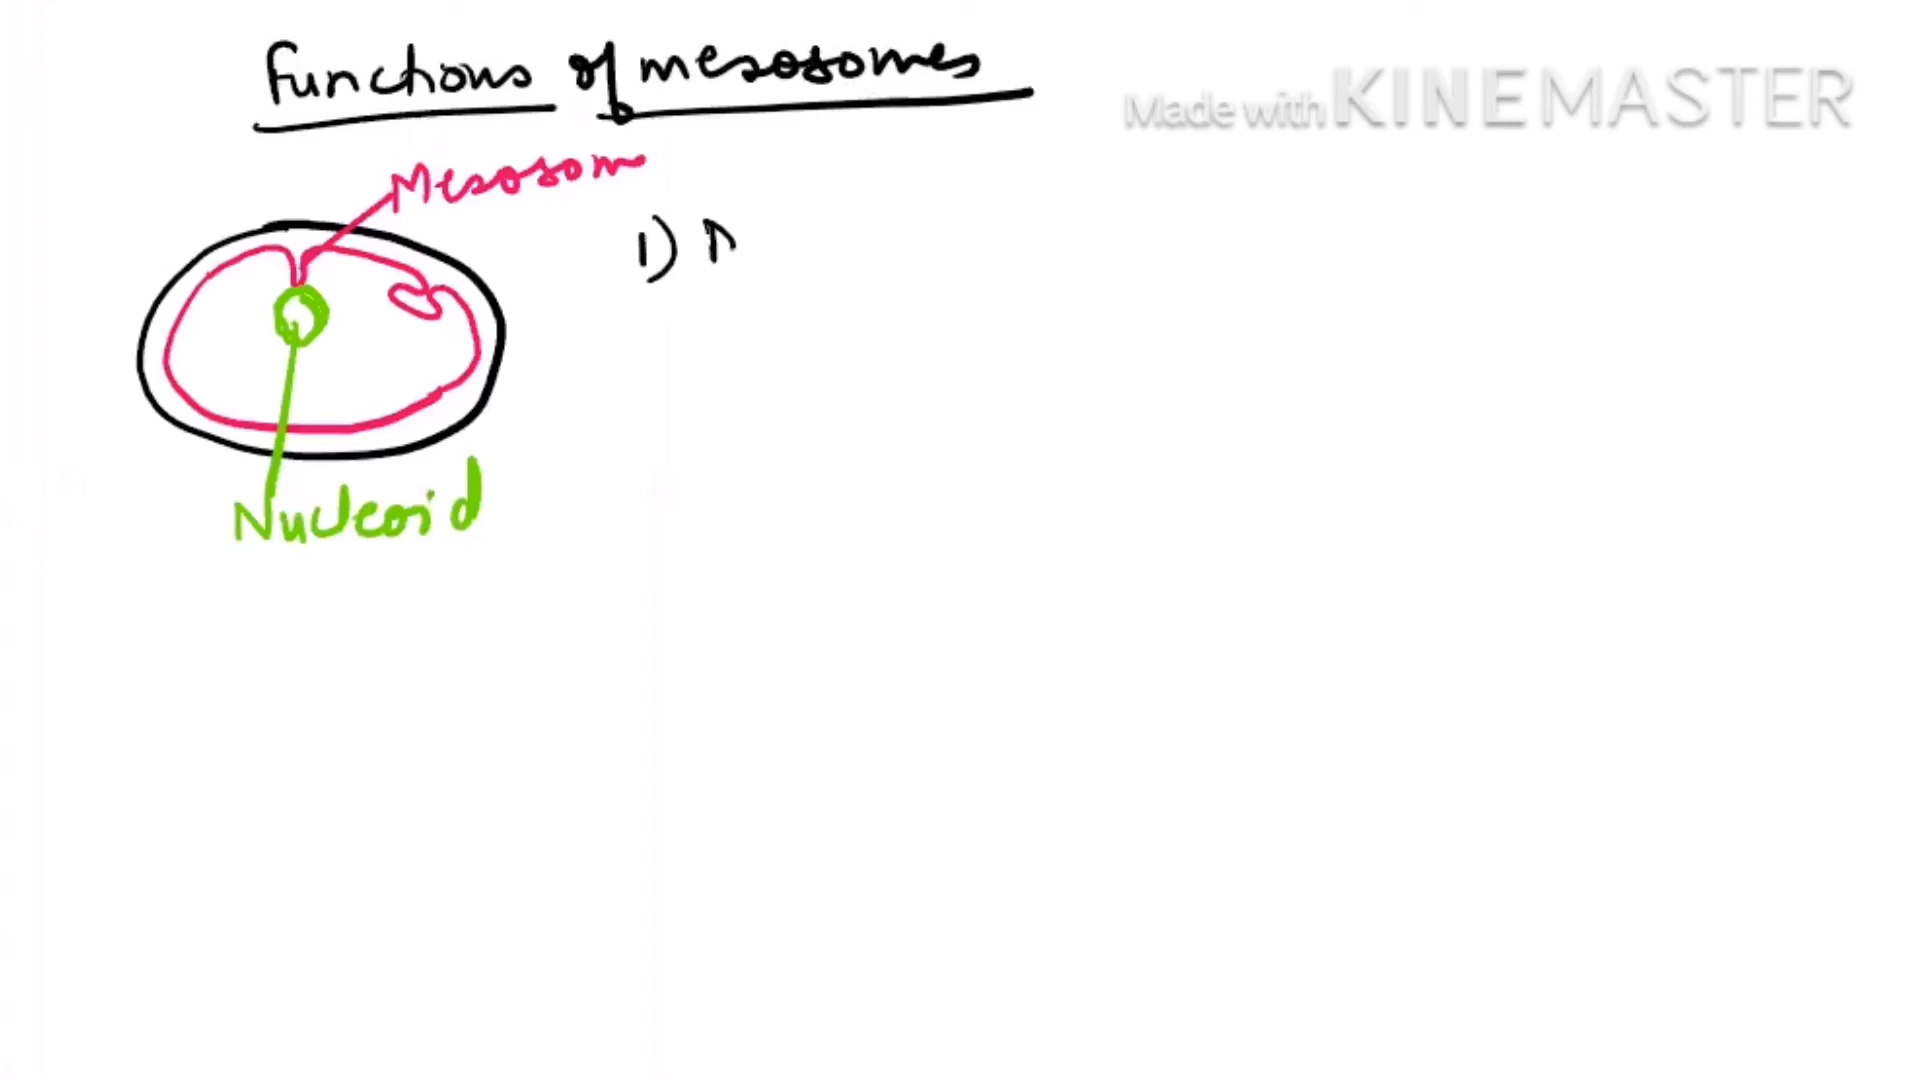 Functions of mesosomes
Made with KINEMASTER
Mesosom
1)
Nucleoid